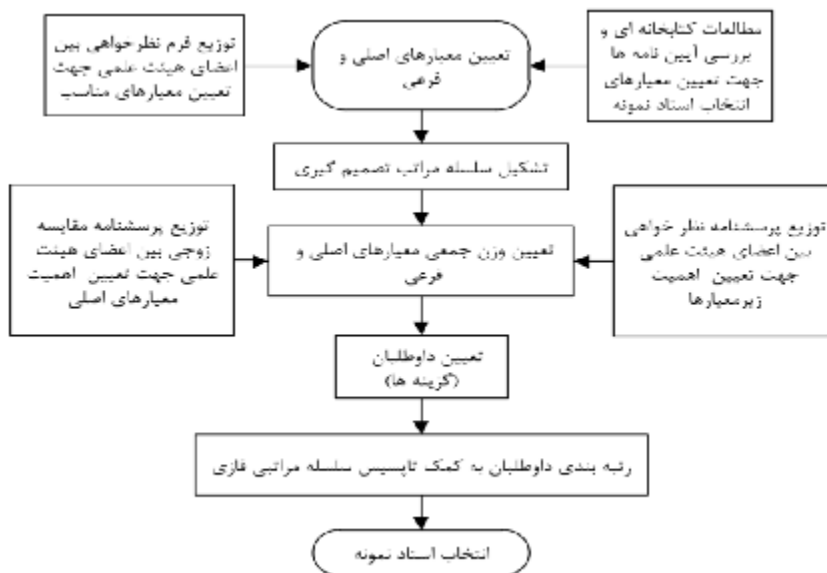 مطالعات کتابخانه ای و
بررسی آیین نامه ها
جهت تعیین معیارهای
انتخاب استاد نمونه
تعیین معیارهای اصلی و
فرعی
توزیع فرم نظرخواهی بین
اعضای هیئت علمی جهت
تعیین معیارهای مناسب
تشکیل سلسله مراتب تصمیم گیری
توزیع پرسشنامه نظر خواهی
بین اعضای هیئت علمی
جهت تعیین اهمیت
زیرمعیارها
تعیین وزن جمعی معیارهای اصلی و
فرعی
توزیع پرسشنامه مقایسه
زوجی بین اعضای هیئت
علمی جهت تعیین اهمیت
معیارهای اصلی
تعیین داوطلبان
(گزینه ها)
رتبه بندی داوطلبان به کمک تاپسیس سلسله مراتبی فازی
انتخاب استاد نمونه